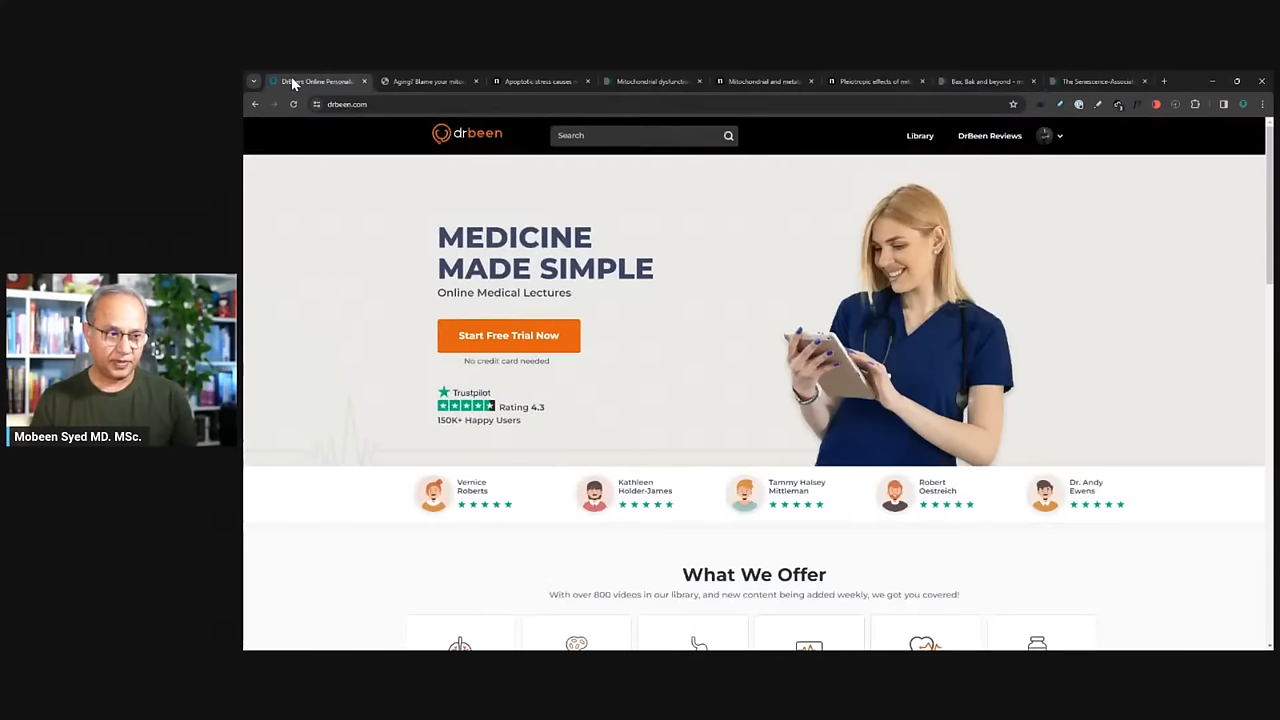 DrBeen Online Personali
Aging? Blame your mito
Apoptotic stress causes
Mitochondrial dysfunctio
Mitochondrial and metab
Pleiotropic effects of mit
Bax, Bak and beyond - m
The Senescence-Associat
drbeen.com
drbeen
Search
Library
DrBeen Reviews
MEDICINE
MADE SIMPLE
Online Medical Lectures
Start Free Trial Now
No credit card needed
Trustpilot
Rating 4.3
150K+ Happy Users
Mobeen Syed MD. MSc.
Vernice
Roberts
Kathleen
Holder-James
Tammy Halsey
Mittleman
Robert
Oestreich
Dr. Andy
Ewens
What We Offer
With over 800 videos in our library, and new content being added weekly, we got you covered!